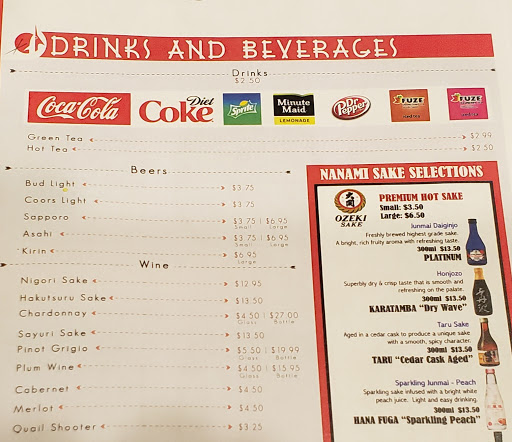 DRINKS AND BEVERAGES
Drinks
$2.50
Coca-Cola
Diet Coke
Sprite
Minute Maid
LEMONADE
Dr Pepper
FUZE
FUZE
Green Tea $2.99
Hot Tea $2.50
Beers
Bud Light $3.75
Coors Light $3.75
Sapporo $3.75 | $6.95
Small Large
Asahi $3.75 | $6.95
Small Large
Kirin $6.95
Large
Wine
Nigori Sake $12.95
Hakutsuru Sake $13.50
Chardonnay $4.50 | $27.00
Glass Bottle
Sayuri Sake $13.50
Pinot Grigio $5.50 | $19.99
Glass Bottle
Plum Wine $4.50 | $15.95
Glass Bottle
Cabernet $4.50
Merlot $4.50
Quail Shooter $3.25
NANAMI SAKE SELECTIONS
OZEKI
SAKE
PREMIUM HOT SAKE
Small: $3.50
Large: $6.50
Junmai Daiginjo
Freshly brewed highest grade sake.
A bright, rich fruity aroma with refreshing taste.
300ml $13.50
PLATINUM
Honjozo
Superbly dry & crisp taste that is smooth and
refreshing on the palate.
300ml $13.50
KARATAMBA "Dry Wave"
Taru Sake
Aged in a cedar cask to produce a unique sake
with a smooth, spicy character.
300ml $13.50
TARU "Cedar Cask Aged"
Sparkling Junmai - Peach
Sparkling sake infused with a bright white
peach juice. Light and easy drinking.
300ml $13.50
HANA FUGA "Sparkling Peach"